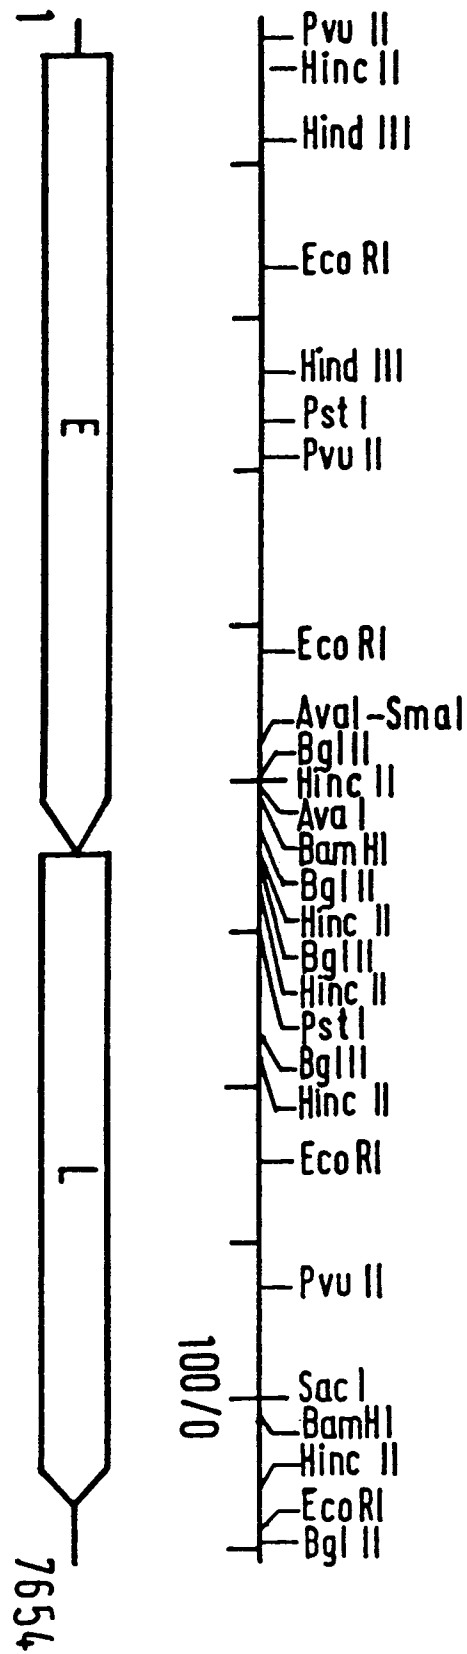 1
Pvu II
Hinc II
Hind III
Eco RI
Hind III
Pst I
Pvu II
E
Eco RI
AvaI-SmaI
BglII
Hinc II
Ava I
BamHI
Bgl II
Hinc II
BglII
Hinc II
PstI
BglII
Hinc II
EcoRI
L
Pvu II
100/0
Sac I
BamHI
Hinc II
EcoRI
Bgl II
7654